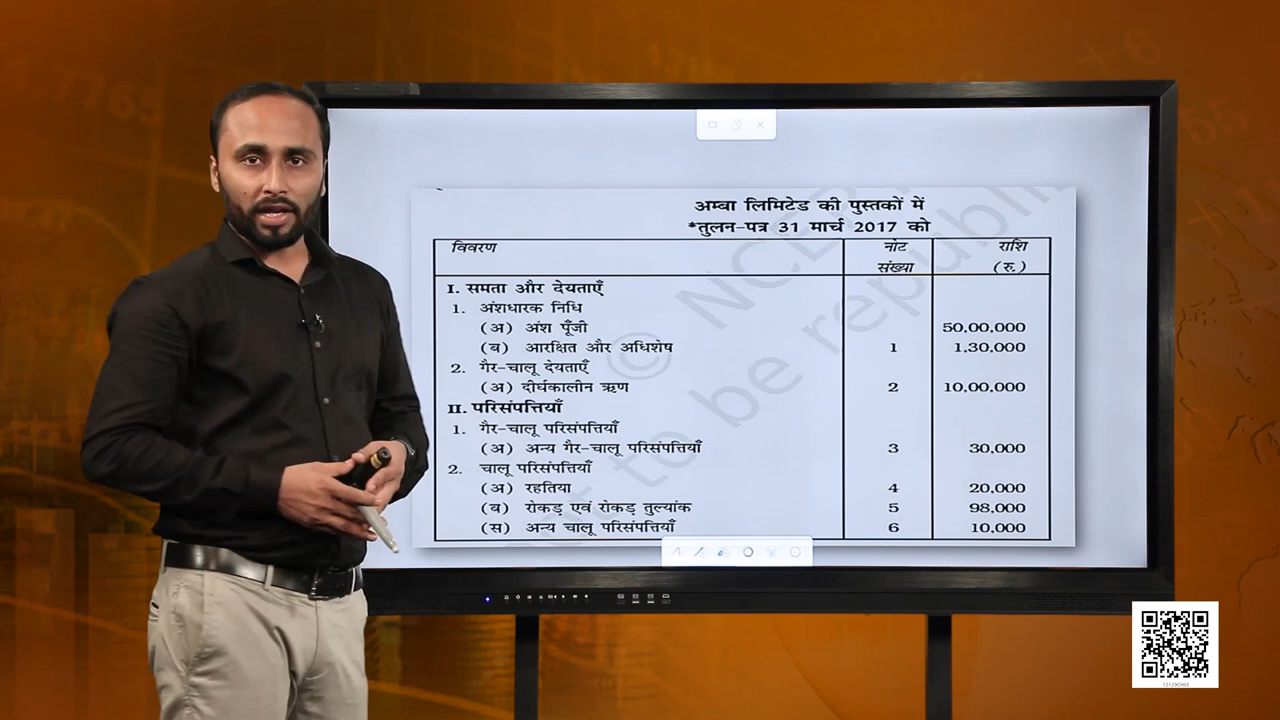 अम्बा लिमिटेड की पुस्तकों में
*तुलन-पत्र 31 मार्च 2017 को
विवरण नोट संख्या राशि (रु.)
I. समता और देयताएँ
1. अंशधारक निधि
(अ) अंश पूँजी 50,00,000
(ब) आरक्षित और अधिशेष 1 1,30,000
2. गैर-चालू देयताएँ
(अ) दीर्घकालीन ऋण 2 10,00,000
II. परिसंपत्तियाँ
1. गैर-चालू परिसंपत्तियाँ
(अ) अन्य गैर-चालू परिसंपत्तियाँ 3 30,000
2. चालू परिसंपत्तियाँ
(अ) रहतिया 4 20,000
(ब) रोकड़ एवं रोकड़ तुल्यांक 5 98,000
(स) अन्य चालू परिसंपत्तियाँ 6 10,000